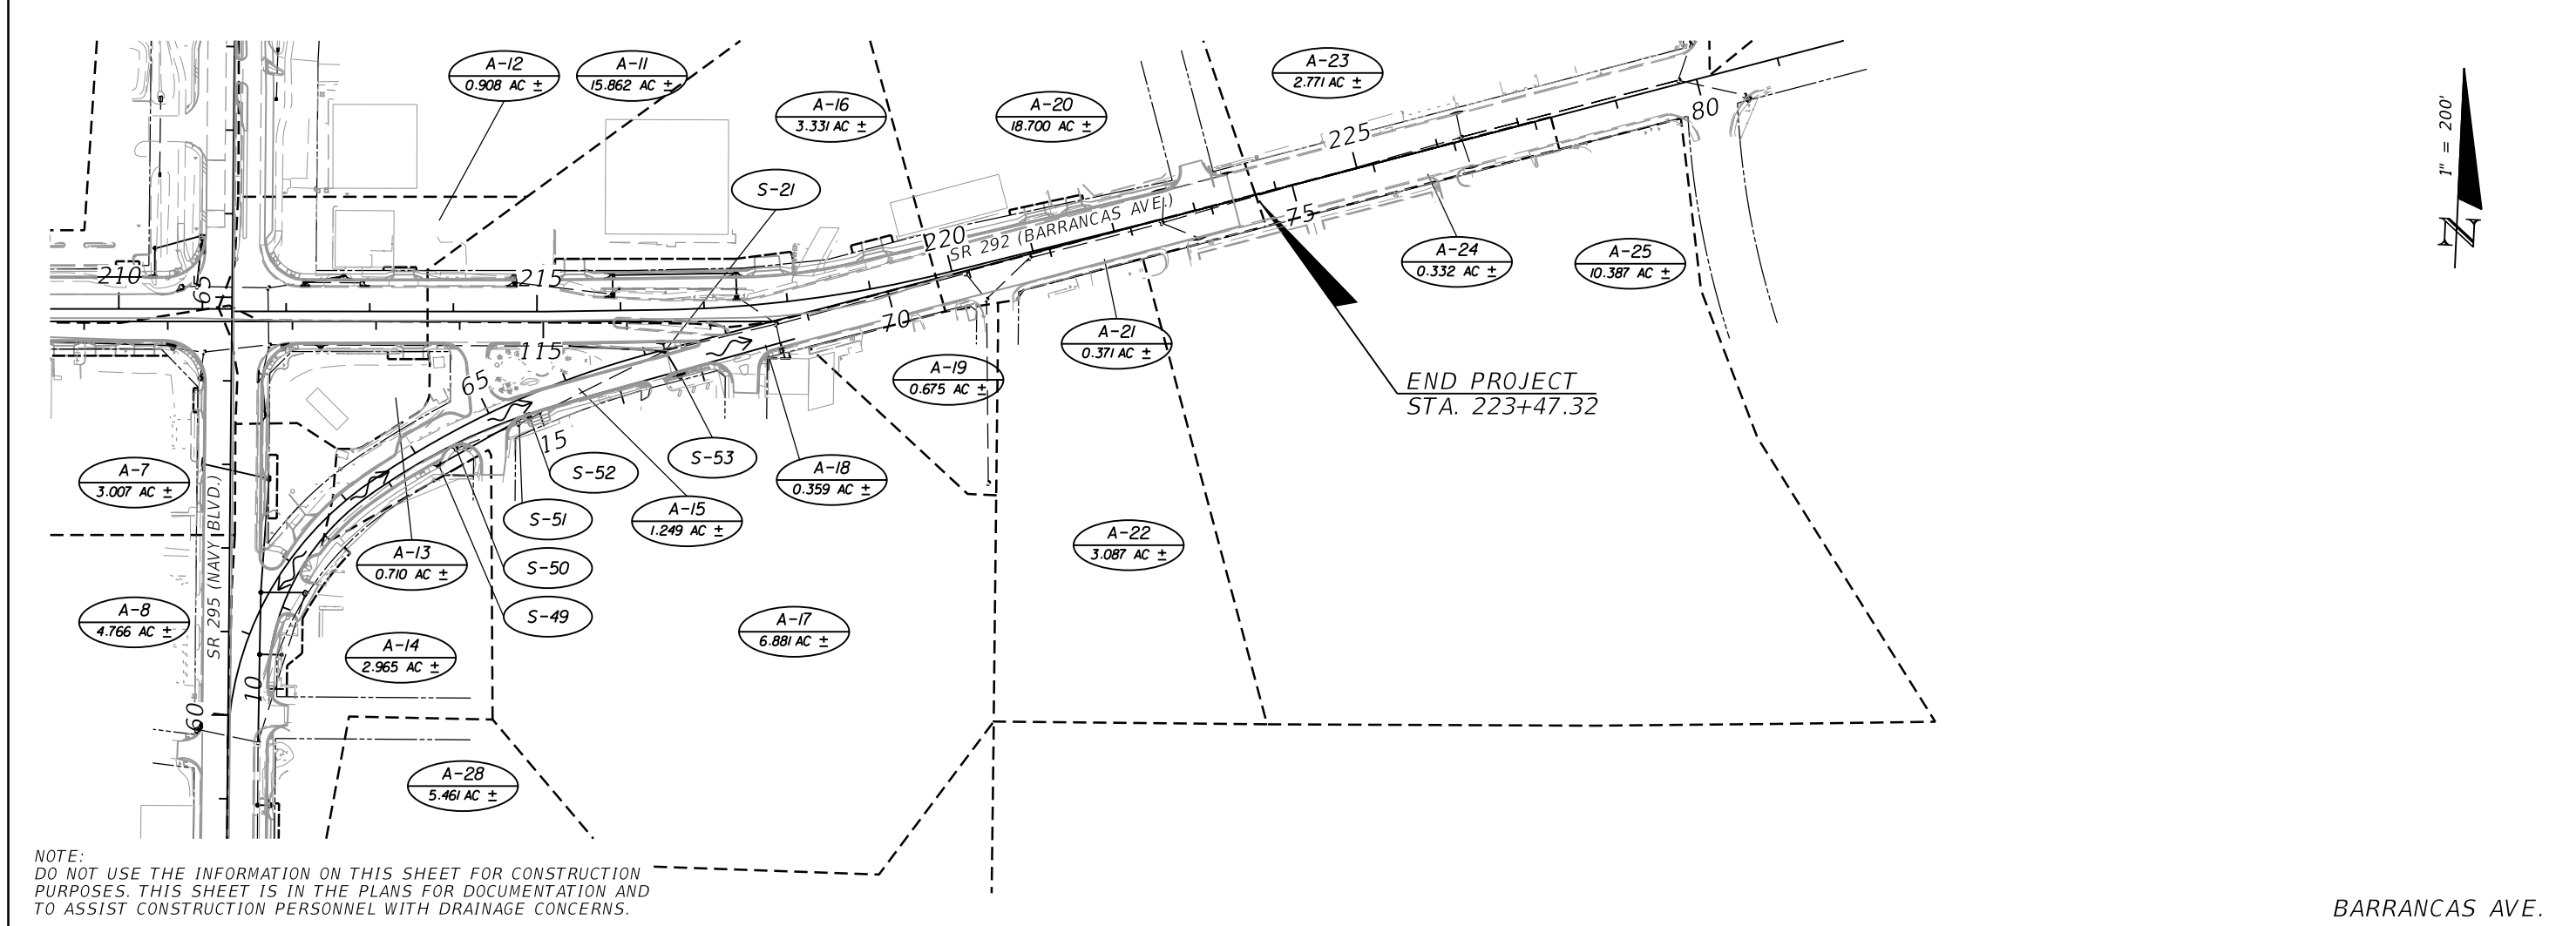 A-12
0.908 AC ±
A-11
15.862 AC ±
A-16
3.331 AC ±
A-20
18.700 AC ±
A-23
2.771 AC ±
1" = 200'
N
80
225
S-21
SR 292 (BARRANCAS AVE.)
220
75
A-24
0.332 AC ±
A-25
10.387 AC ±
210
65
215
70
A-21
0.371 AC ±
115
65
A-19
0.675 AC ±
END PROJECT
STA. 223+47.32
15
A-7
3.007 AC ±
SR 295 (NAVY BLVD.)
S-52
S-53
A-18
0.359 AC ±
S-51
A-15
1.249 AC ±
A-13
0.710 AC ±
S-50
A-22
3.087 AC ±
A-8
4.766 AC ±
S-49
A-17
6.881 AC ±
A-14
2.965 AC ±
10
60
A-28
5.461 AC ±
NOTE:
DO NOT USE THE INFORMATION ON THIS SHEET FOR CONSTRUCTION
PURPOSES. THIS SHEET IS IN THE PLANS FOR DOCUMENTATION AND
TO ASSIST CONSTRUCTION PERSONNEL WITH DRAINAGE CONCERNS.
BARRANCAS AVE.